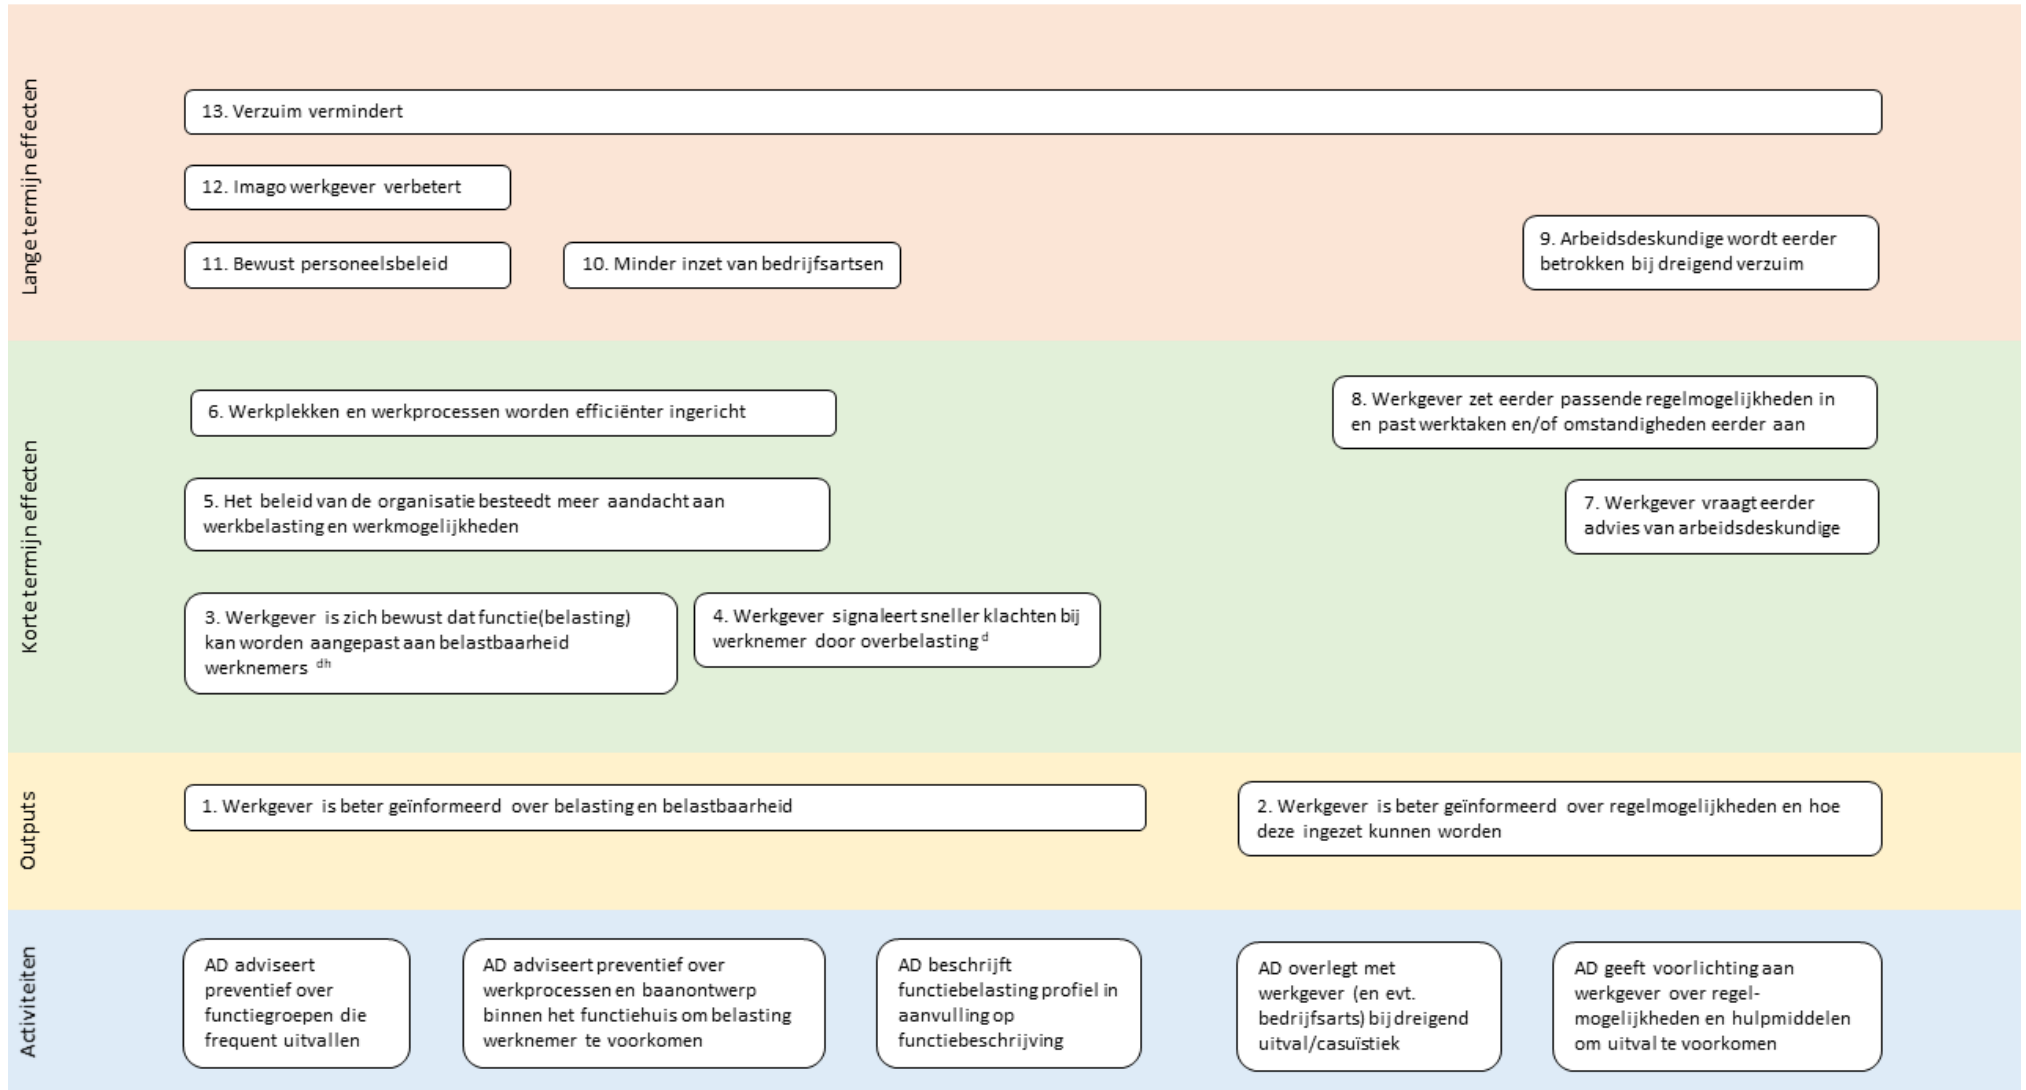 Lange termijn effecten
13. Verzuim vermindert
12. Imago werkgever verbetert
11. Bewust personeelsbeleid
10. Minder inzet van bedrijfsartsen
9. Arbeidsdeskundige wordt eerder
betrokken bij dreigend verzuim
Korte termijn effecten
6. Werkplekken en werkprocessen worden efficiënter ingericht
8. Werkgever zet eerder passende regelmogelijkheden in
en past werktaken en/of omstandigheden eerder aan
5. Het beleid van de organisatie besteedt meer aandacht aan
werkbelasting en werkmogelijkheden
7. Werkgever vraagt eerder
advies van arbeidsdeskundige
3. Werkgever is zich bewust dat functie(belasting)
kan worden aangepast aan belastbaarheid
werknemers dh
4. Werkgever signaleert sneller klachten bij
werknemer door overbelasting d
Outputs
1. Werkgever is beter geïnformeerd over belasting en belastbaarheid
2. Werkgever is beter geïnformeerd over regelmogelijkheden en hoe
deze ingezet kunnen worden
Activiteiten
AD adviseert
preventief over
functiegroepen die
frequent uitvallen
AD adviseert preventief over
werkprocessen en baanontwerp
binnen het functiehuis om belasting
werknemer te voorkomen
AD beschrijft
functiebelasting profiel in
aanvulling op
functiebeschrijving
AD overlegt met
werkgever (en evt.
bedrijfsarts) bij dreigend
uitval/casuïstiek
AD geeft voorlichting aan
werkgever over regel-
mogelijkheden en hulpmiddelen
om uitval te voorkomen